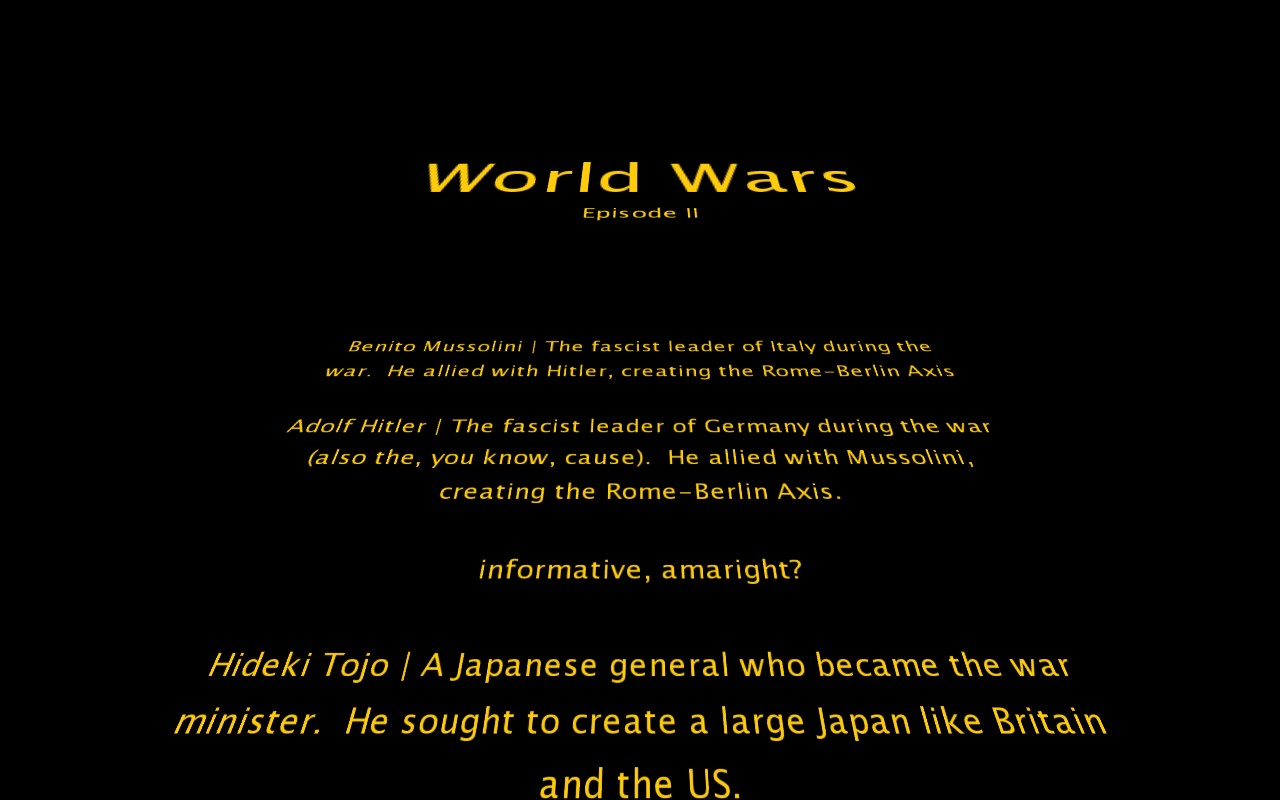 World Wars
Episode II
Benito Mussolini | The fascist leader of Italy during the
war.  He allied with Hitler, creating the Rome-Berlin Axis
Adolf Hitler | The fascist leader of Germany during the war
(also the, you know, cause).  He allied with Mussolini,
creating the Rome-Berlin Axis.
informative, amaright?
Hideki Tojo | A Japanese general who became the war
minister.  He sought to create a large Japan like Britain
and the US.